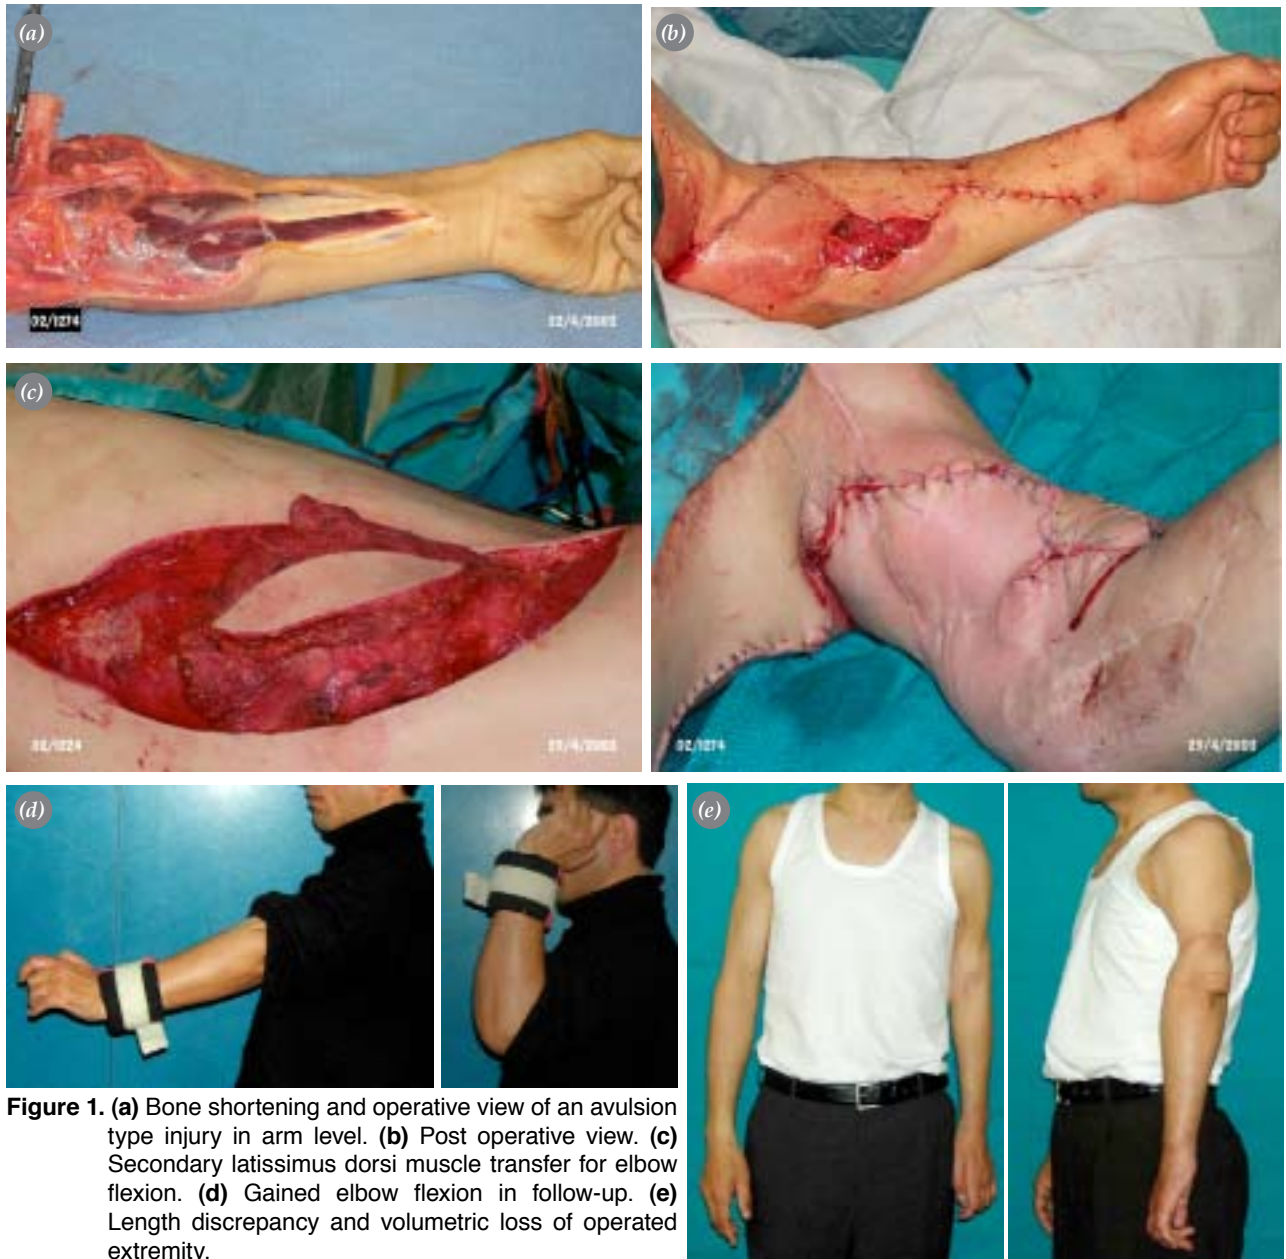 (a)
(b)
(c)
(d)
(e)
Figure 1. (a) Bone shortening and operative view of an avulsion
type injury in arm level. (b) Post operative view. (c)
Secondary latissimus dorsi muscle transfer for elbow
flexion. (d) Gained elbow flexion in follow-up. (e)
Length discrepancy and volumetric loss of operated
extremity.